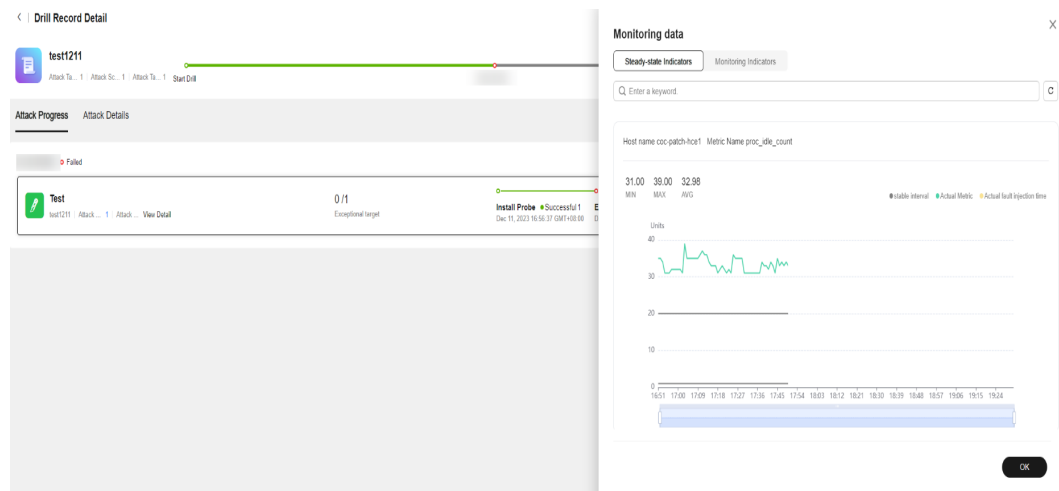 Drill Record Detail
test1211
Attack Ta... 1 | Attack Sc... 1 | Attack Ta... 1 Start Drill
Attack Progress Attack Details
Failed
Test
test1211 | Attack ... 1 | Attack ... View Detail
0 /1
Exceptional target
Install Probe Successful 1 E
Dec 11, 2023 16:56:37 GMT+08:00 D
Monitoring data
Steady-state Indicators Monitoring Indicators
Enter a keyword
Host name coc-patch-hce1 Metric Name proc_idle_count
31.00 39.00 32.98
MIN MAX AVG
stable interval Actual Metric Actual fault injection time
Units
40
30
20
10
0
16:51 17:00 17:09 17:18 17:27 17:36 17:45 17:54 18:03 18:12 18:21 18:30 18:39 18:48 18:57 19:06 19:15 19:24
OK